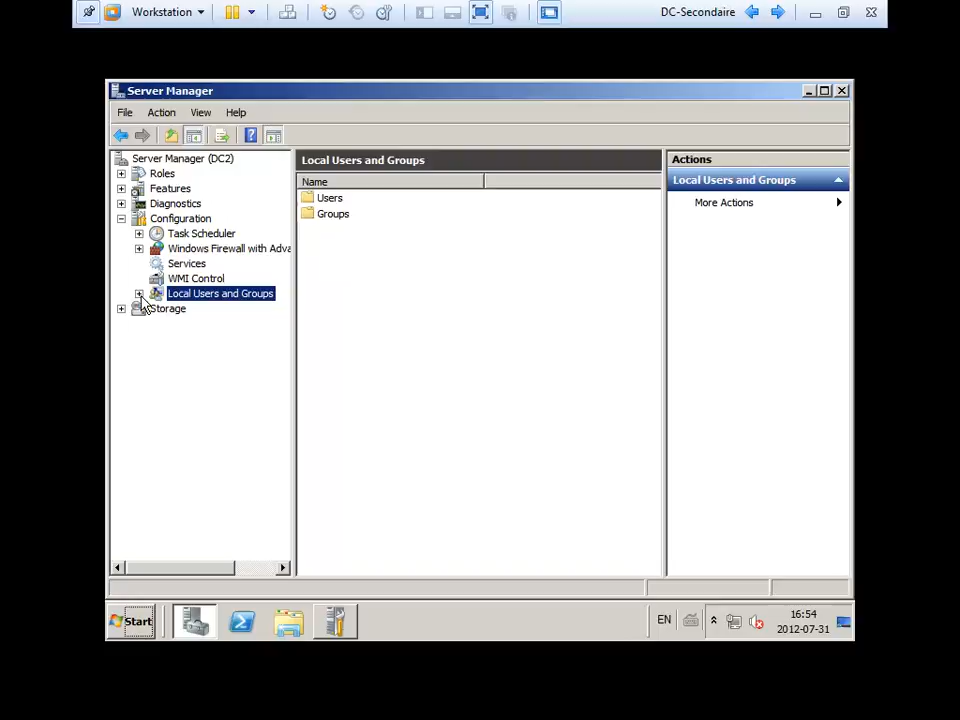 Workstation
DC-Secondaire
Server Manager
File Action View Help
Server Manager (DC2)
Roles
Features
Diagnostics
Configuration
Task Scheduler
Windows Firewall with Adva
Services
WMI Control
Local Users and Groups
Storage
Local Users and Groups
Name
Users
Groups
Actions
Local Users and Groups
More Actions
Start
EN
16:54
2012-07-31